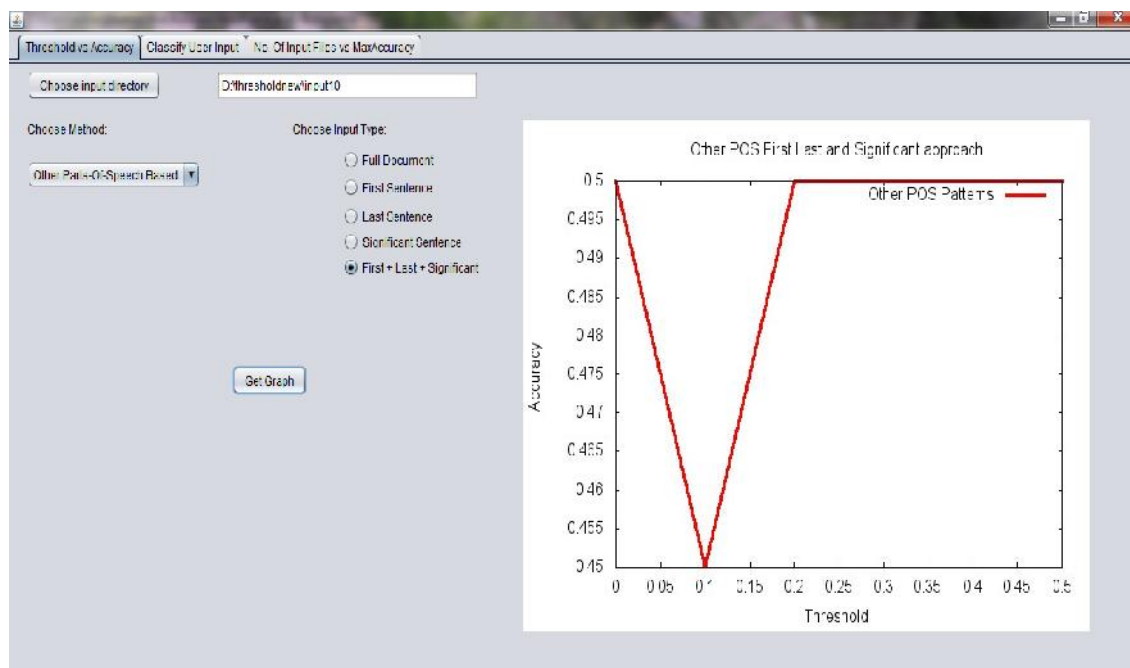 Threshold vs Accuracy Classify User Input No. Of Input Files vs MaxAccuracy
Choose input directory D:\thresholdnew\input10
Choose Method: Choose Input Type:
Other Parts-Of-Speech Based
Full Document
First Sentence
Last Sentence
Significant Sentence
First + Last + Significant
Get Graph
Other POS First Last and Significant approach
Other POS Patterns
0.5
0.495
0.49
0.485
0.48
0.475
0.47
0.465
0.46
0.455
0.45
Accuracy
0 0.05 0.1 0.15 0.2 0.25 0.3 0.35 0.4 0.45 0.5
Threshold